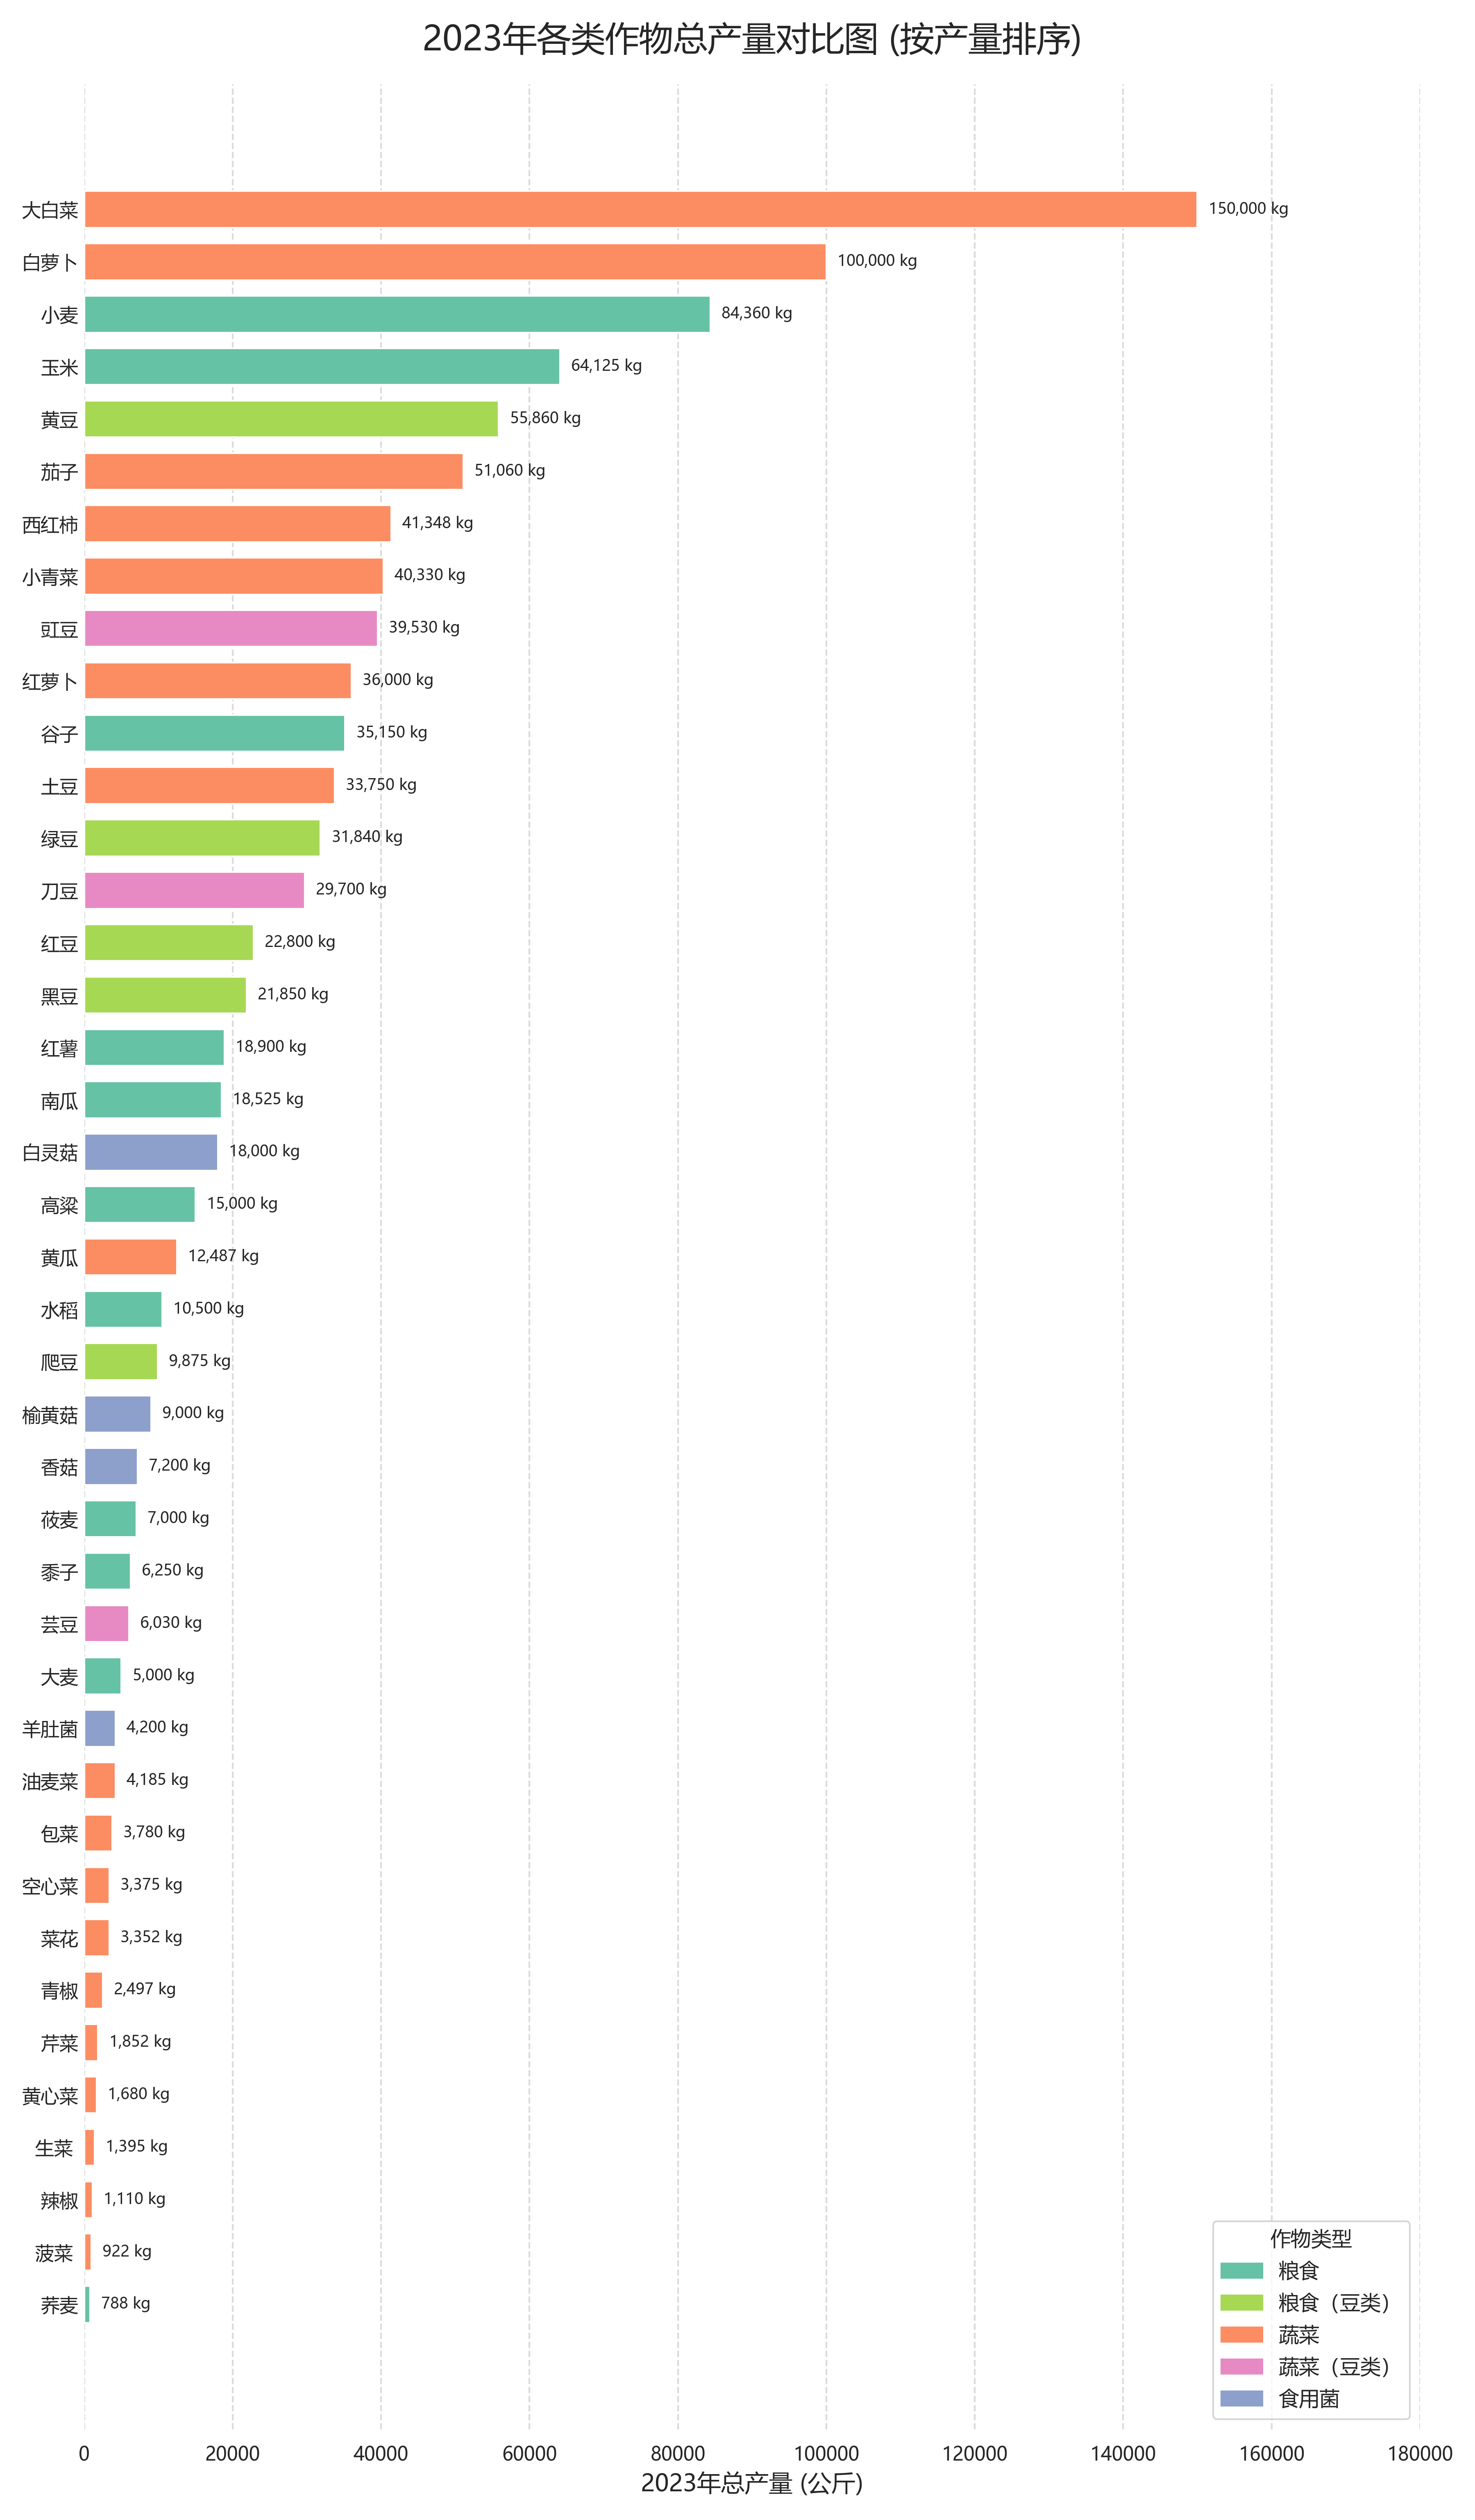 2023年各类作物总产量对比图 (按产量排序)
大白菜 150,000 kg
白萝卜 100,000 kg
小麦 84,360 kg
玉米 64,125 kg
黄豆 55,860 kg
茄子 51,060 kg
西红柿 41,348 kg
小青菜 40,330 kg
豇豆 39,530 kg
红萝卜 36,000 kg
谷子 35,150 kg
土豆 33,750 kg
绿豆 31,840 kg
刀豆 29,700 kg
红豆 22,800 kg
黑豆 21,850 kg
红薯 18,900 kg
南瓜 18,525 kg
白灵菇 18,000 kg
高粱 15,000 kg
黄瓜 12,487 kg
水稻 10,500 kg
爬豆 9,875 kg
榆黄菇 9,000 kg
香菇 7,200 kg
莜麦 7,000 kg
黍子 6,250 kg
芸豆 6,030 kg
大麦 5,000 kg
羊肚菌 4,200 kg
油麦菜 4,185 kg
包菜 3,780 kg
空心菜 3,375 kg
菜花 3,352 kg
青椒 2,497 kg
芹菜 1,852 kg
黄心菜 1,680 kg
生菜 1,395 kg
辣椒 1,110 kg
菠菜 922 kg
荞麦 788 kg
作物类型
粮食
粮食（豆类）
蔬菜
蔬菜（豆类）
食用菌
0 20000 40000 60000 80000 100000 120000 140000 160000 180000
2023年总产量 (公斤)